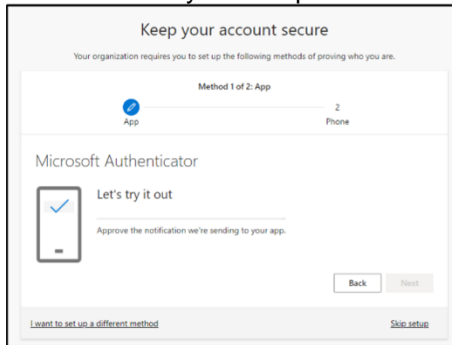 Keep your account secure
Your organization requires you to set up the following methods of proving who you are.
Method 1 of 2: App
App
2
Phone
Microsoft Authenticator
Let's try it out
Approve the notification we're sending to your app.
Back Next
I want to set up a different method Skip setup